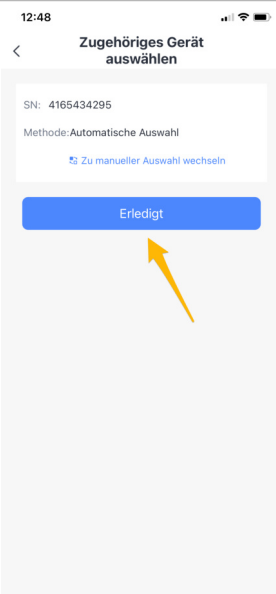 12:48
Zugehöriges Gerät
auswählen
SN: 4165434295
Methode:Automatische Auswahl
Zu manueller Auswahl wechseln
Erledigt